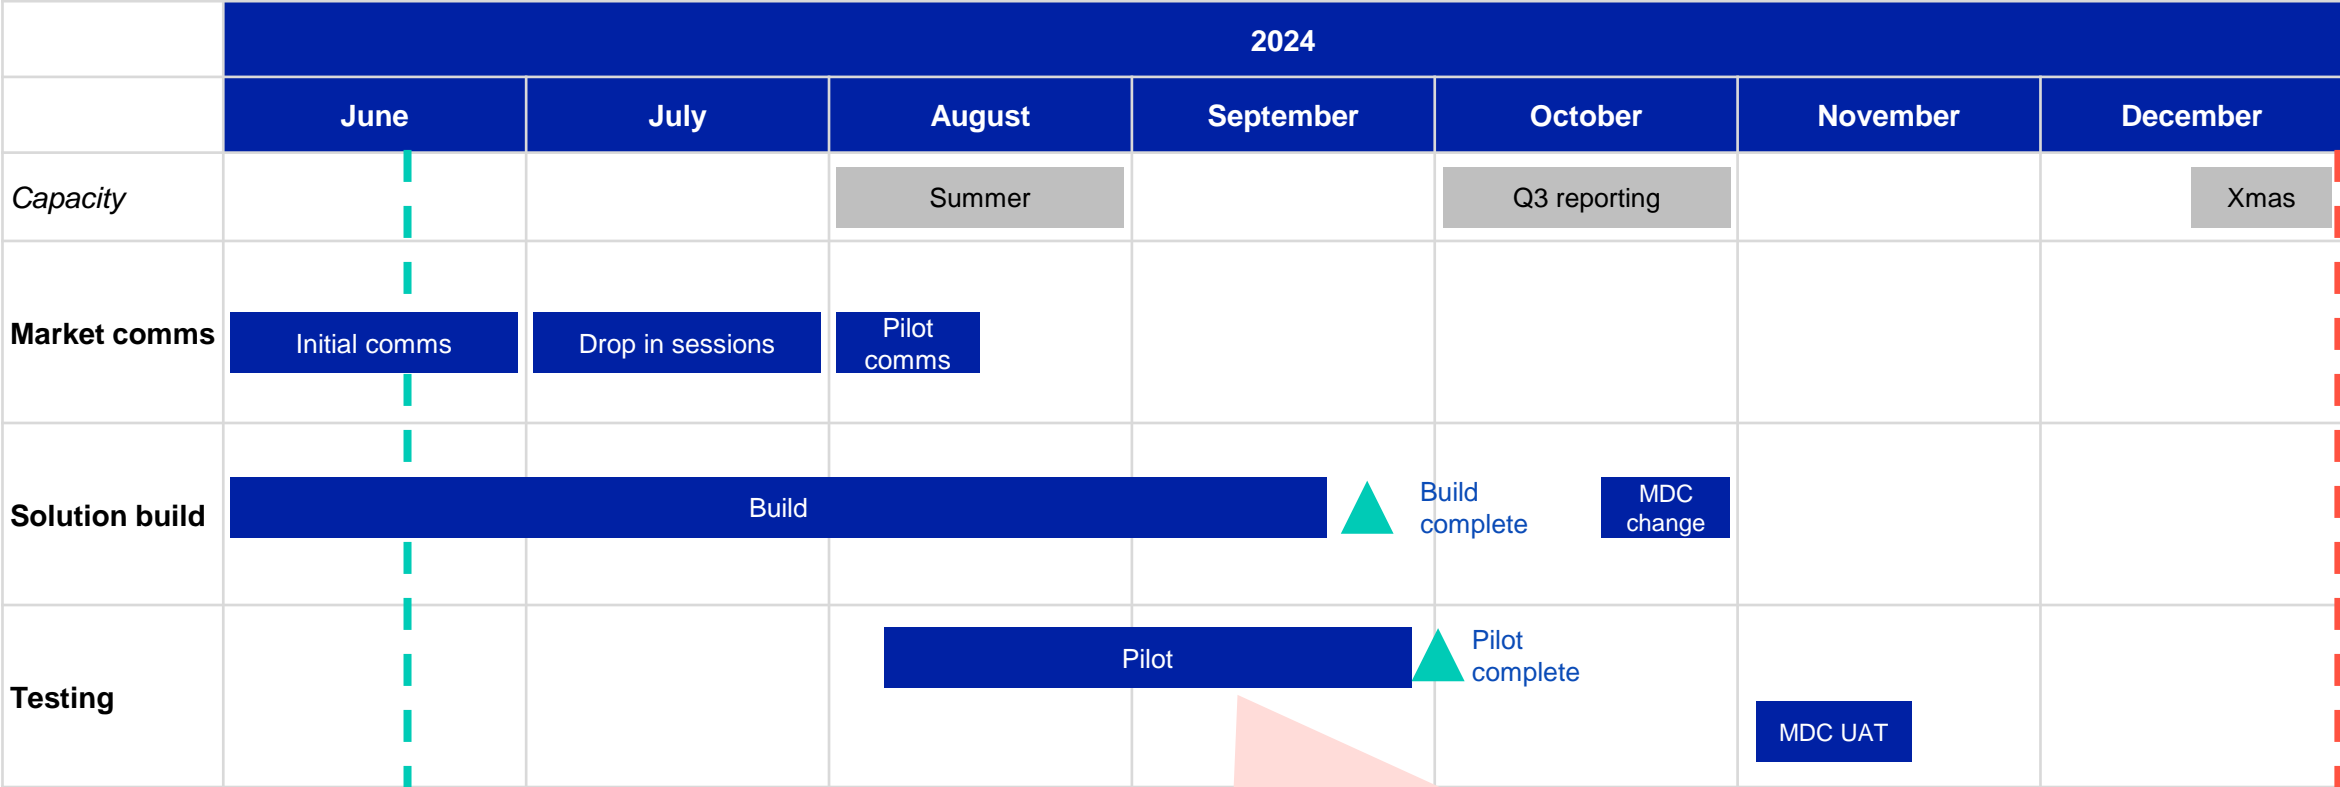 2024
June
July
August
September
October
November
December
Capacity
Summer
Q3 reporting
Xmas
Market comms
Initial comms
Drop in sessions
Pilot
comms
Solution build
Build
Build
complete
MDC
change
Testing
Pilot
Pilot
complete
MDC UAT